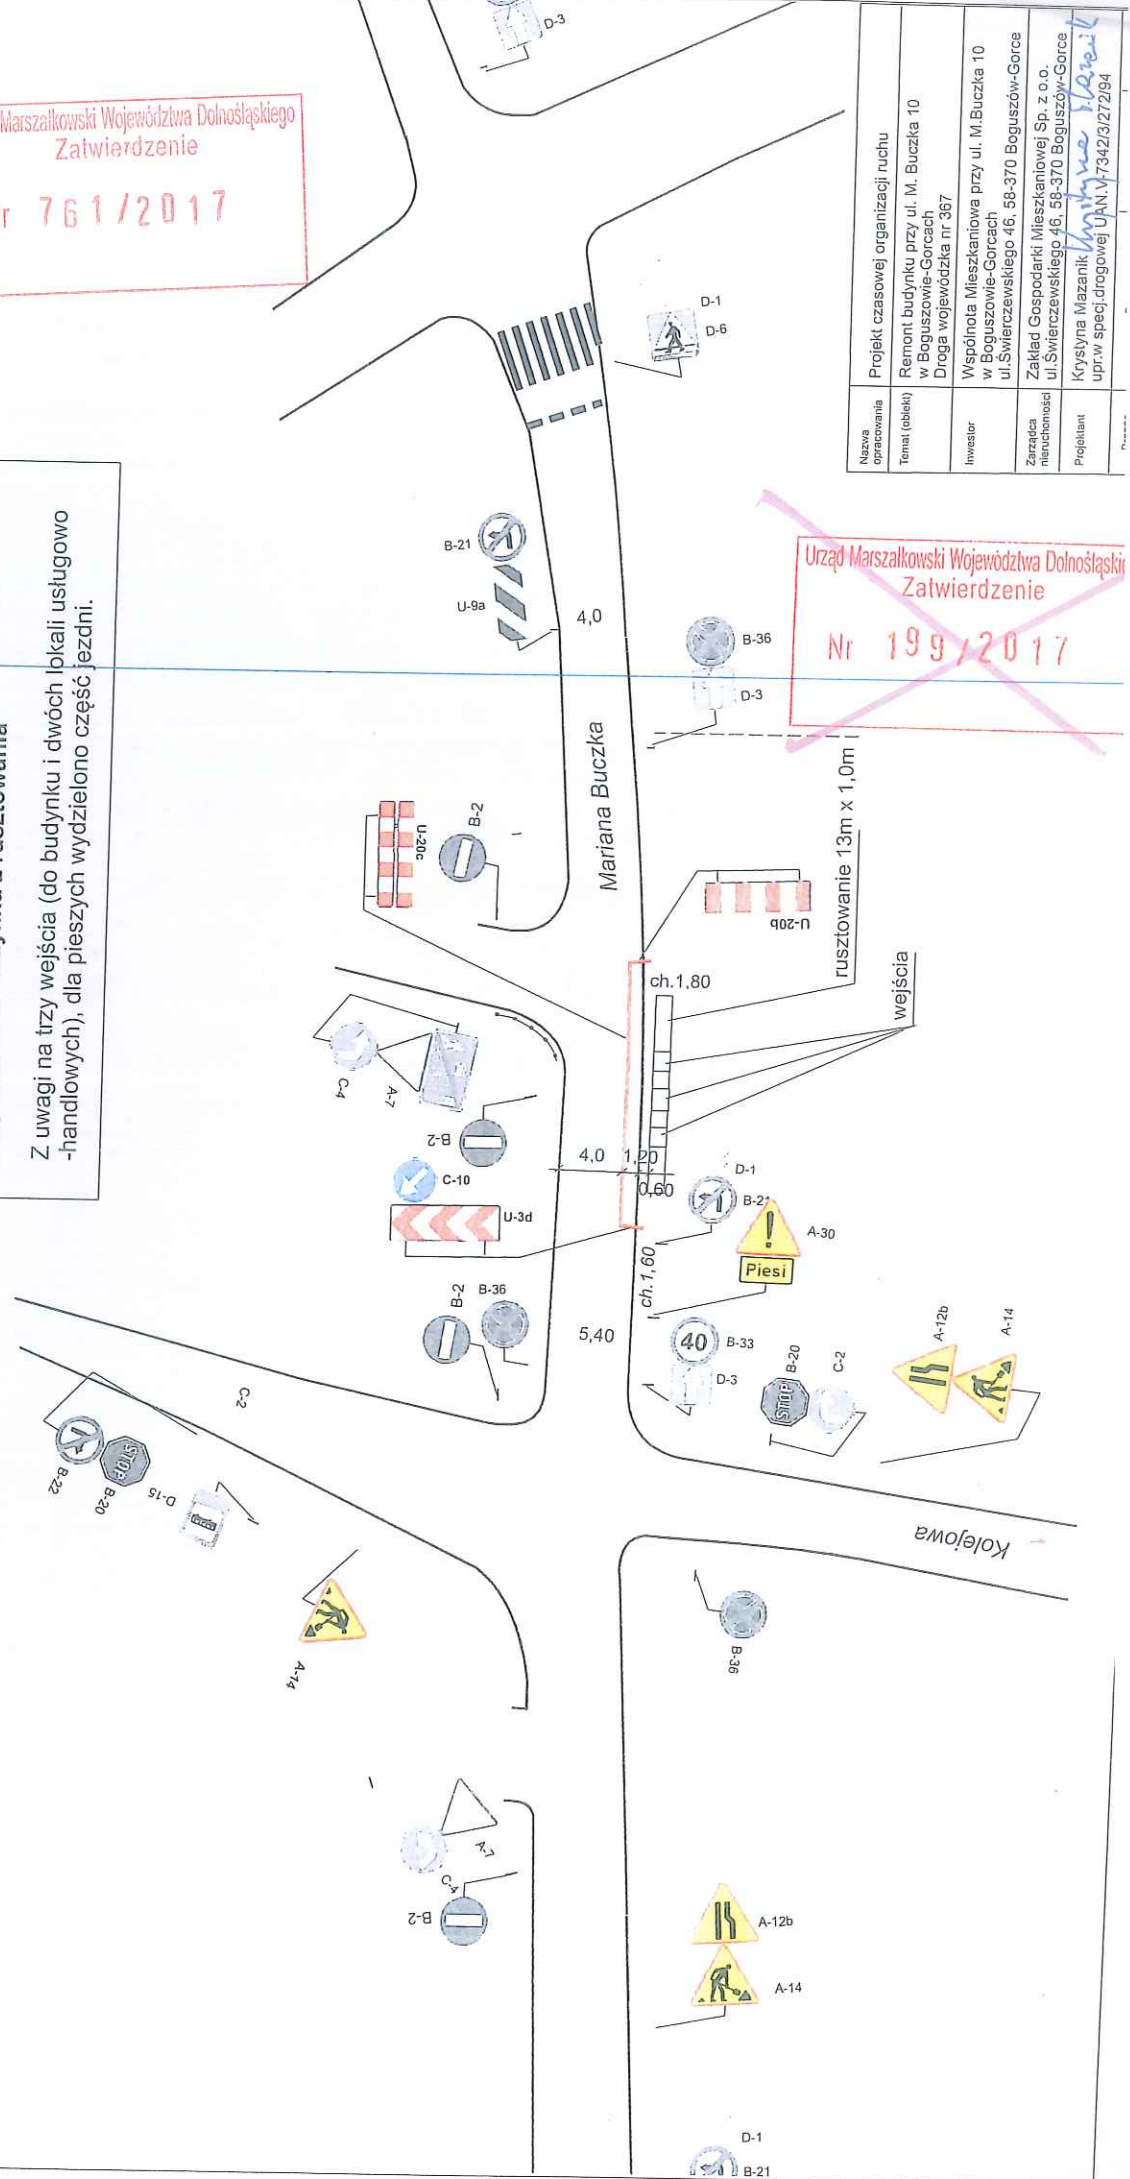 D-3
Marszałkowski Województwa Dolnośląskiego
Zatwierdzenie
r 761/2017
Nazwa opracowania
Projekt czasowej organizacji ruchu
Temat (obiekt)
Remont budynku przy ul. M. Buczka 10
w Boguszowie-Gorcach
Droga wojewódzka nr 367
Inwestor
Wspólnota Mieszkaniowa przy ul. M.Buczka 10
w Boguszowie-Gorcach
ul.Świerczewskiego 46, 58-370 Boguszów-Gorce
Zarządca nieruchomości
Zakład Gospodarki Mieszkaniowej Sp. z o.o.
ul.Świerczewskiego 46, 58-370 Boguszów-Gorce
Projektant
Krystyna Mazanik
upr.w specj.drogowej UAN.V-7342/3/272/94
D-1
D-6
Z uwagi na trzy wejścia (do budynku i dwóch lokali usługowo
-handlowych), dla pieszych wydzielono część jezdni.
B-21
U-9a
4,0
Urząd Marszałkowski Województwa Dolnośląskie
Zatwierdzenie
Nr 199/2017
B-36
D-3
Mariana Buczka
U-20c
B-2
U-20b
rusztowanie 13m x 1,0m
wejścia
ch.1,80
C-4
A-7
B-2
4,0
1,20
0,60
C-10
U-3d
D-1
B-21
A-30
Piesi
ch.1,60
B-2
B-36
5,40
40
B-33
D-3
STOP
B-20
C-2
A-12b
A-14
C-2
B-22
STOP
B-20
D-15
A-14
Kolejowa
B-36
A-7
C-4
B-2
A-12b
A-14
D-1
B-21